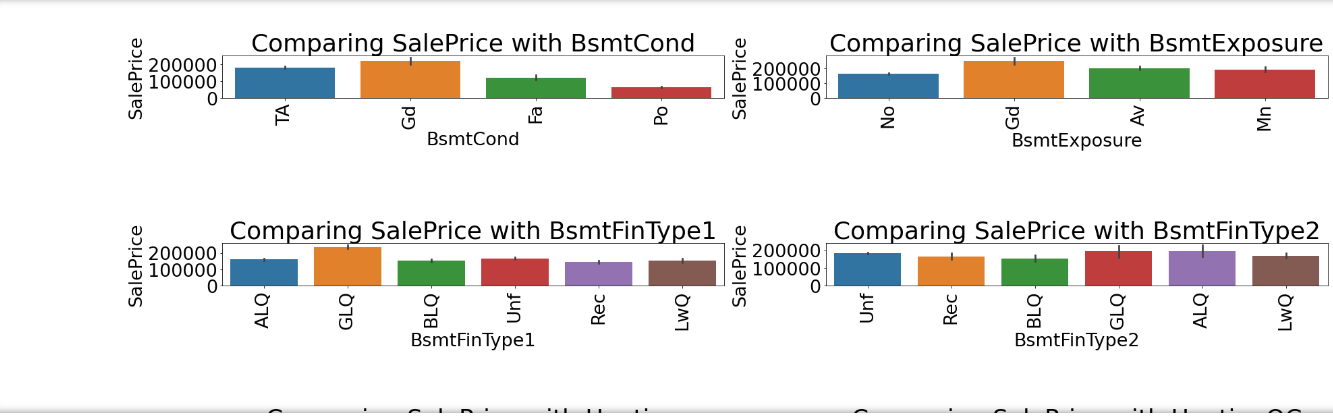 Comparing SalePrice with BsmtCond
SalePrice
200000
100000
0
TA
Gd
Fa
Po
BsmtCond
Comparing SalePrice with BsmtExposure
SalePrice
200000
100000
0
No
Gd
Av
Mn
BsmtExposure
Comparing SalePrice with BsmtFinType1
SalePrice
200000
100000
0
ALQ
GLQ
BLQ
Unf
Rec
LwQ
BsmtFinType1
Comparing SalePrice with BsmtFinType2
SalePrice
200000
100000
0
Unf
Rec
BLQ
GLQ
ALQ
LwQ
BsmtFinType2